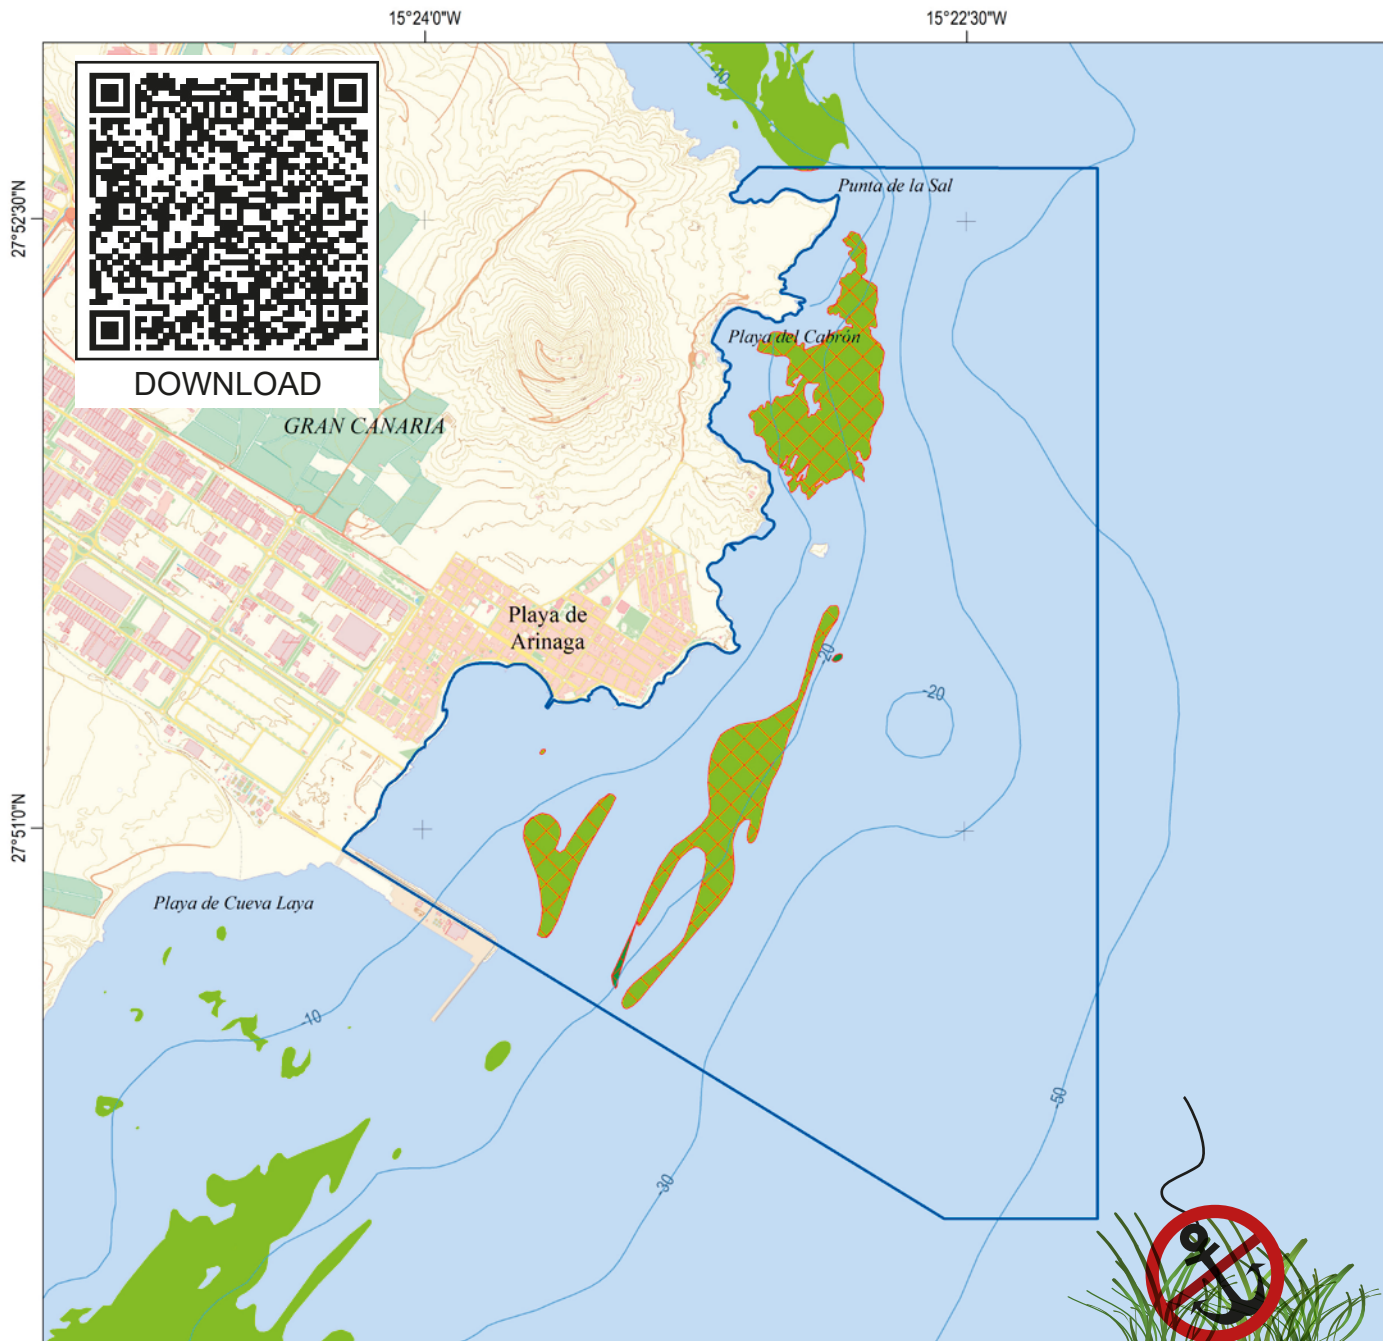 15°24'0"W
15°22'30"W
-10
27°52'30"N
Punta de la Sal
Playa del Cabrón
DOWNLOAD
GRAN CANARIA
Playa de
Arinaga
-20
-20
27°51'0"N
Playa de Cueva Laya
-10
-50
-30